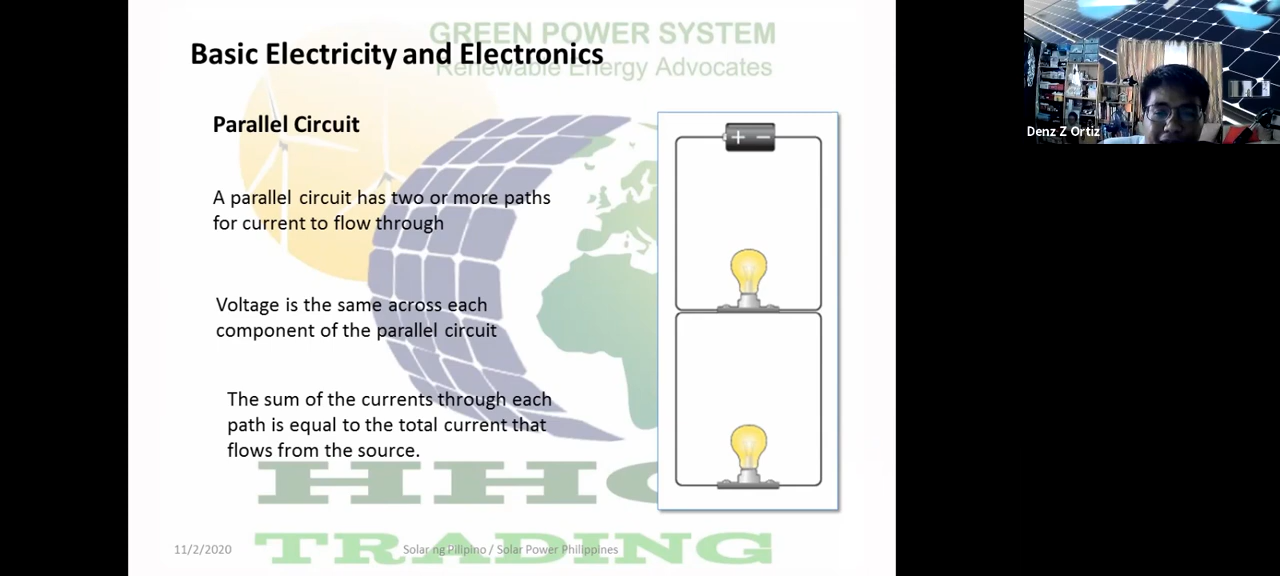 GREEN POWER SYSTEM
Basic Electricity and Electronics
Renewable Energy Advocates
Denz Z Ortiz
Parallel Circuit
+ −
A parallel circuit has two or more paths
for current to flow through
Voltage is the same across each
component of the parallel circuit
The sum of the currents through each
path is equal to the total current that
flows from the source.
HHC
11/2/2020
Solar ng Pilipino / Solar Power Philippines
TRADING